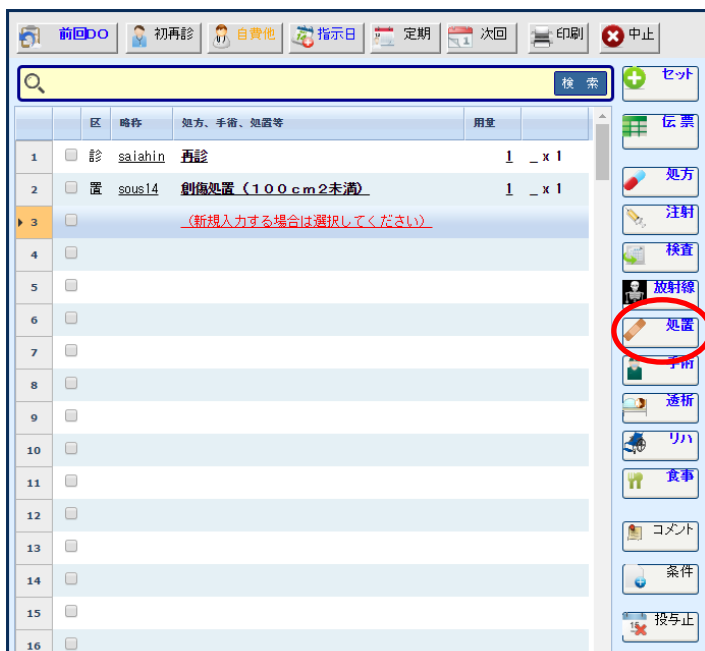 前回DO 初再診 自費他 指示日 定期 次回 印刷 中止
検 索
区 略称 処方、手術、処置等 用量
1 診 saiahin 再診 1 _ x 1
2 置 sous14 創傷処置（１００ｃｍ２未満） 1 _ x 1
3 （新規入力する場合は選択してください）
4
5
6
7
8
9
10
11
12
13
14
15
16
セット
伝票
処方
注射
検査
放射線
処置
手術
透析
リハ
食事
コメント
条件
投与止